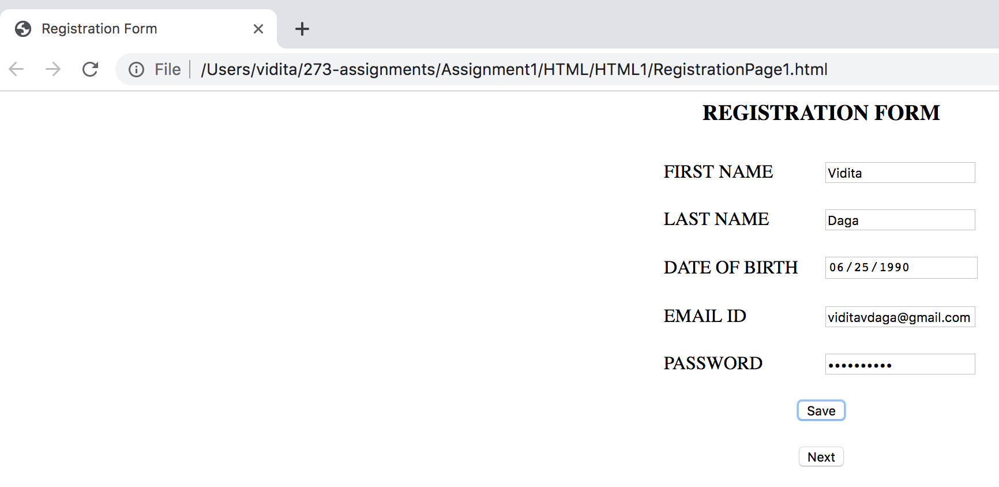 Registration Form
File /Users/vidita/273-assignments/Assignment1/HTML/HTML1/RegistrationPage1.html
REGISTRATION FORM
FIRST NAME Vidita
LAST NAME Daga
DATE OF BIRTH 06/25/1990
EMAIL ID viditavdaga@gmail.com
PASSWORD ••••••••••
Save
Next